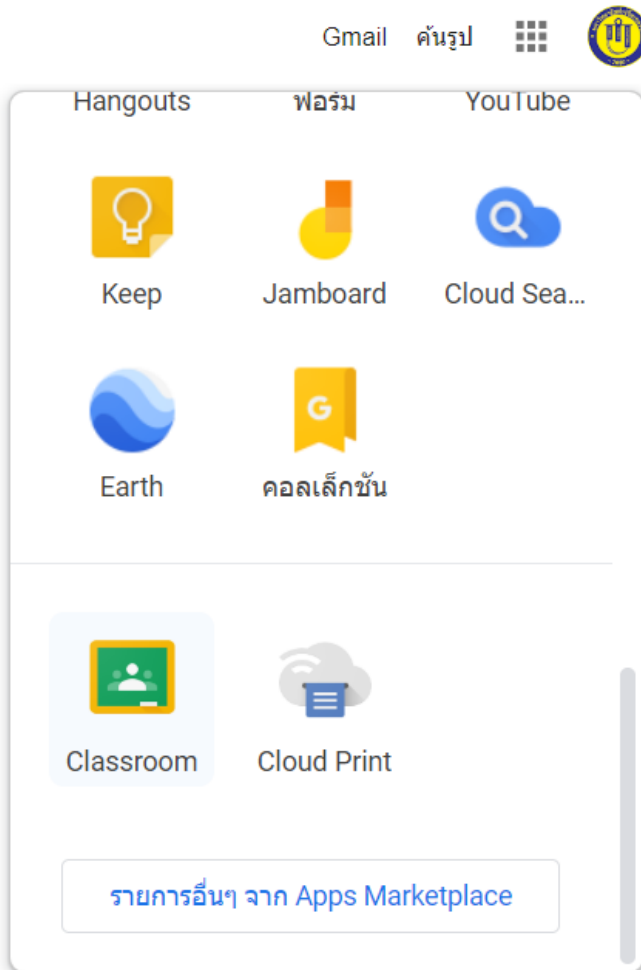 Gmail ค้นรูป
Hangouts ฟอร์ม YouTube
Keep Jamboard Cloud Sea...
G
Earth คอลเล็กชัน
Classroom Cloud Print
รายการอื่นๆ จาก Apps Marketplace